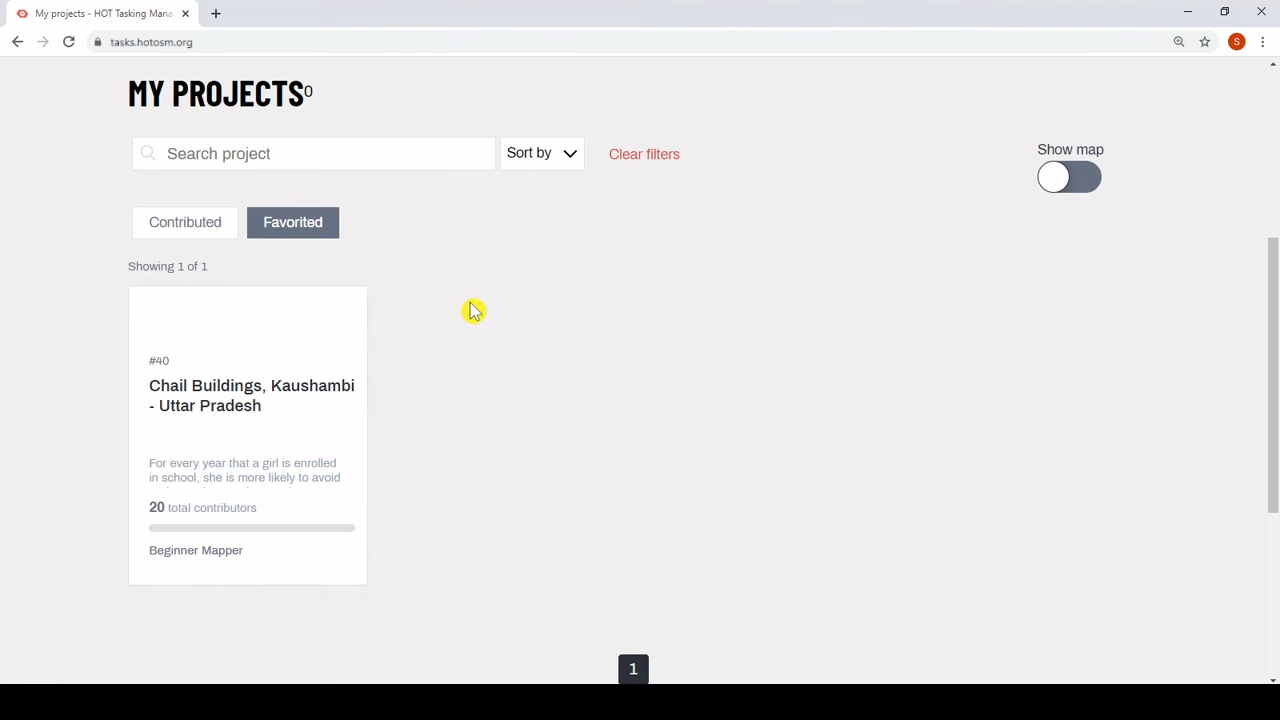 My projects - HOT Tasking Mana
tasks.hotosm.org
S
MY PROJECTS0
Search project
Sort by
Clear filters
Show map
Contributed
Favorited
Showing 1 of 1
#40
Chail Buildings, Kaushambi
- Uttar Pradesh
For every year that a girl is enrolled
in school, she is more likely to avoid
20 total contributors
Beginner Mapper
1